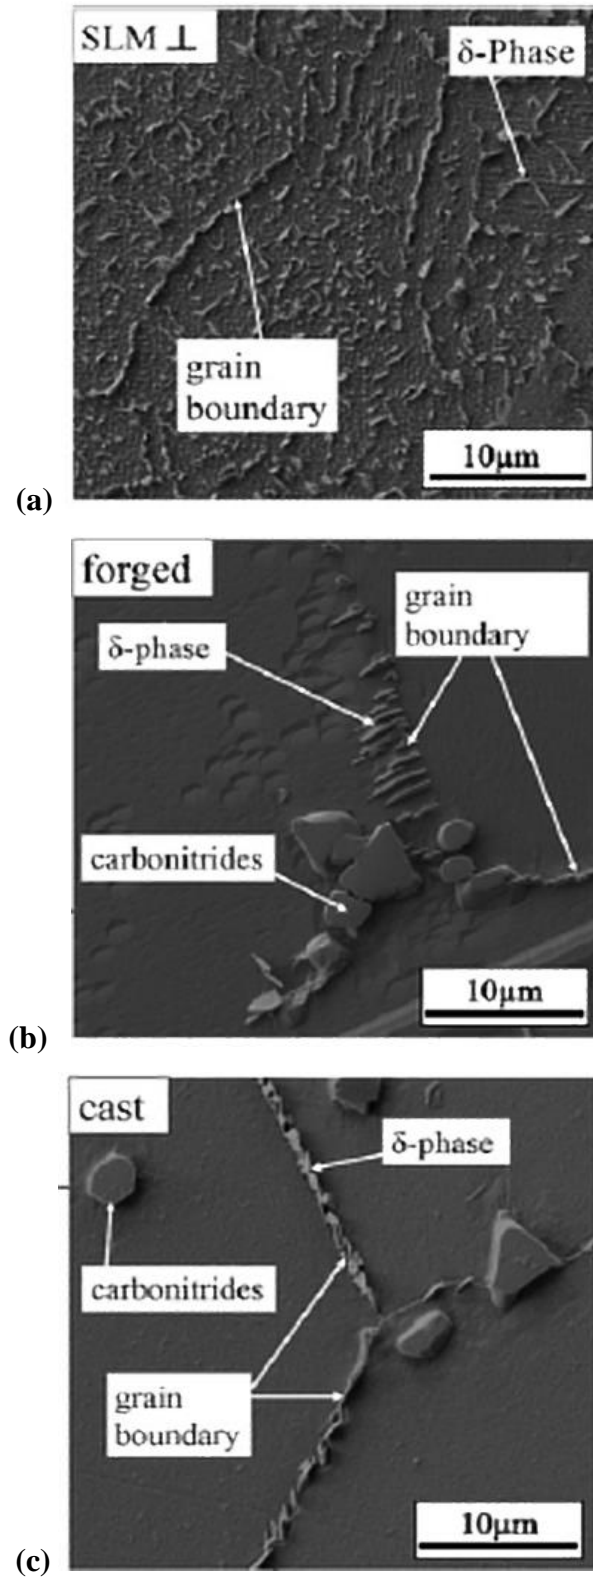 SLM ⊥
δ-Phase
grain
boundary
10μm
(a)
forged
grain
boundary
δ-phase
carbonitrides
10μm
(b)
cast
δ-phase
carbonitrides
grain
boundary
10μm
(c)